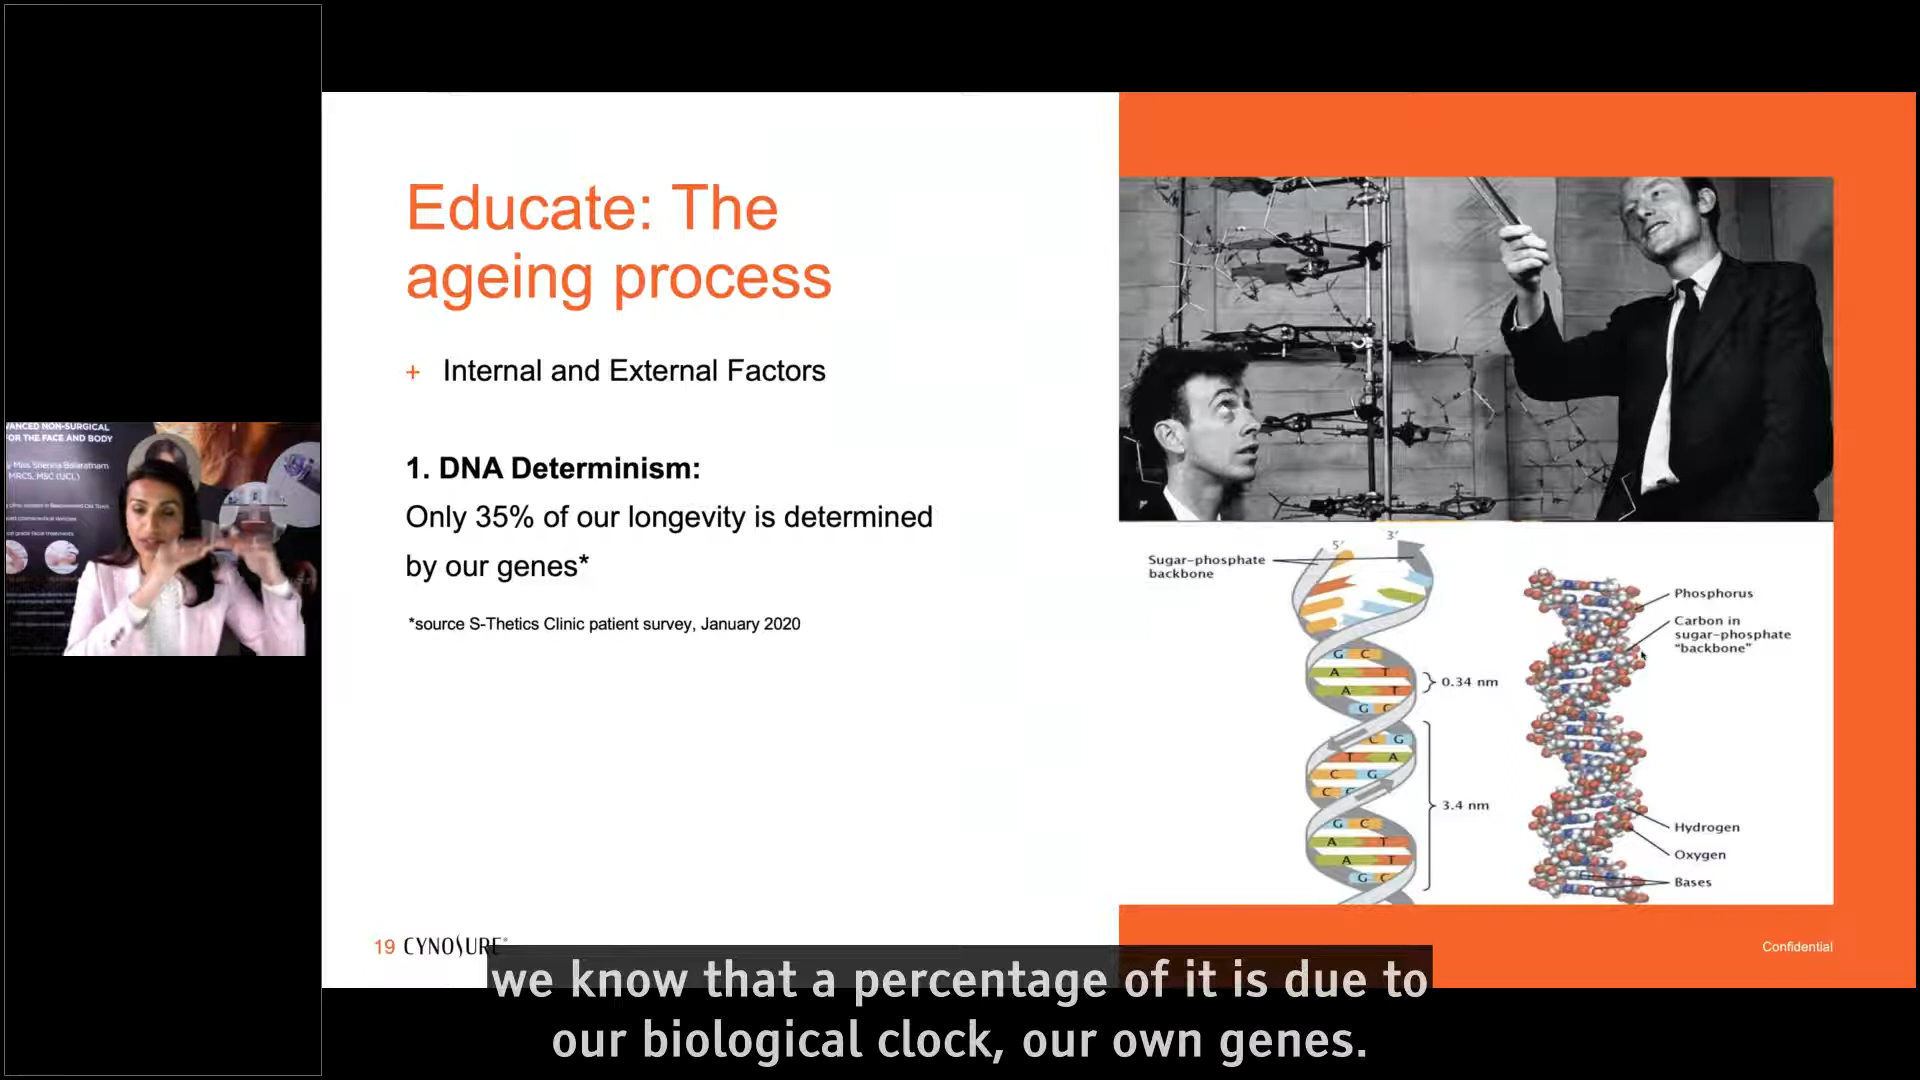 Educate: The
ageing process
+ Internal and External Factors
1. DNA Determinism:
Only 35% of our longevity is determined
by our genes*
*source S-Thetics Clinic patient survey, January 2020
19 CYNOSURE
VANCED NON-SURGICAL
FOR THE FACE AND BODY
MRCS, MSC (UCL)
5' 3'
Sugar-phosphate
backbone
G C
A T
A T
G C
0.34 nm
C G
T A
C G
C G
3.4 nm
G C
A T
A T
G C
Phosphorus
Carbon in
sugar-phosphate
"backbone"
Hydrogen
Oxygen
Bases
Confidential
we know that a percentage of it is due to
our biological clock, our own genes.